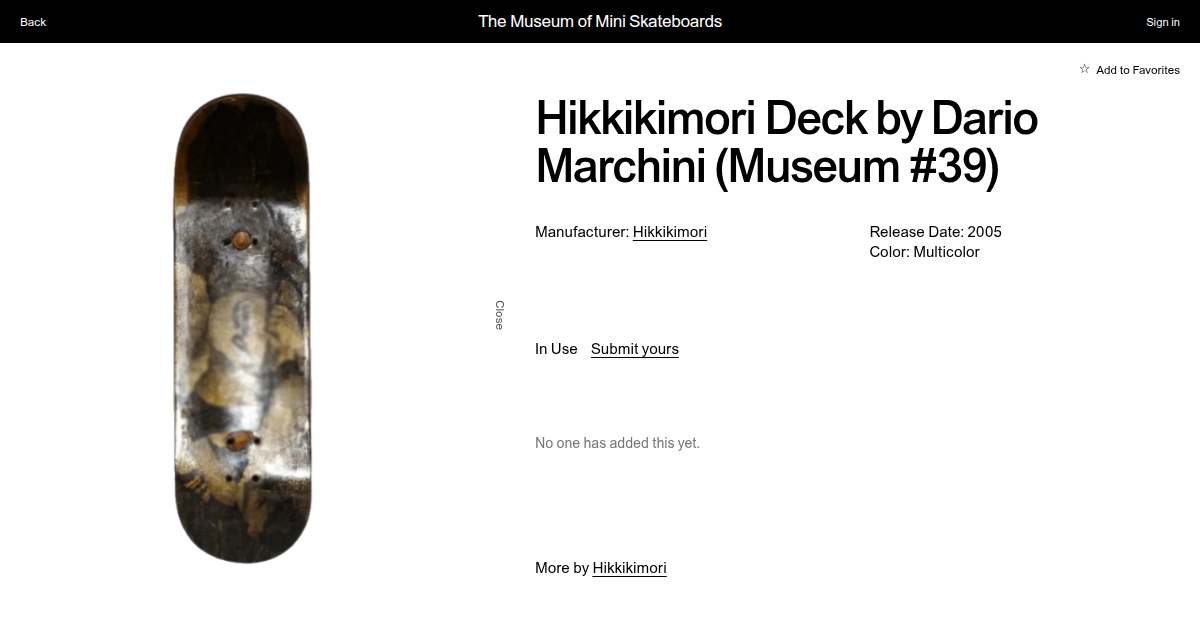 Back
The Museum of Mini Skateboards
Sign in
☆ Add to Favorites
Hikkikimori Deck by Dario
Marchini (Museum #39)
Manufacturer: Hikkikimori
Release Date: 2005
Color: Multicolor
Close
In Use Submit yours
No one has added this yet.
More by Hikkikimori